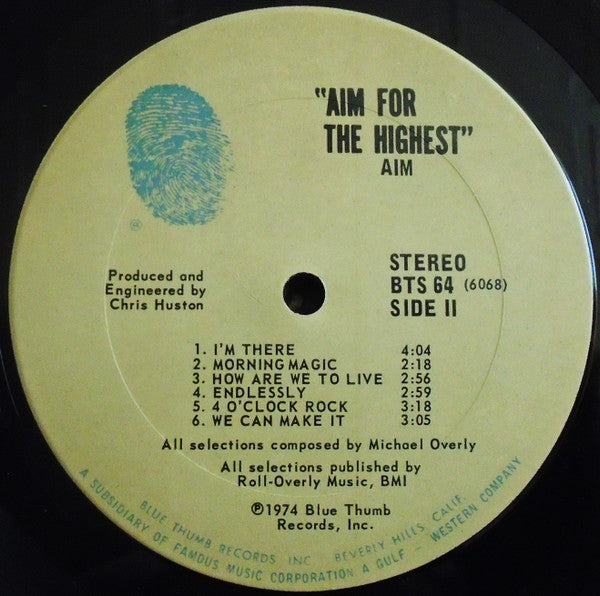 "AIM FOR
THE HIGHEST"
AIM
®
Produced and
Engineered by
Chris Huston
STEREO
BTS 64 (6068)
SIDE II
1. I'M THERE 4:04
2. MORNING MAGIC 2:18
3. HOW ARE WE TO LIVE 2:56
4. ENDLESSLY 2:59
5. 4 O'CLOCK ROCK 3:18
6. WE CAN MAKE IT 3:05
All selections composed by Michael Overly
All selections published by
Roll-Overly Music, BMI
℗1974 Blue Thumb
Records, Inc.
BLUE THUMB RECORDS INC. BEVERLY HILLS, CALIF.
A SUBSIDIARY OF FAMOUS MUSIC CORPORATION A GULF - WESTERN COMPANY